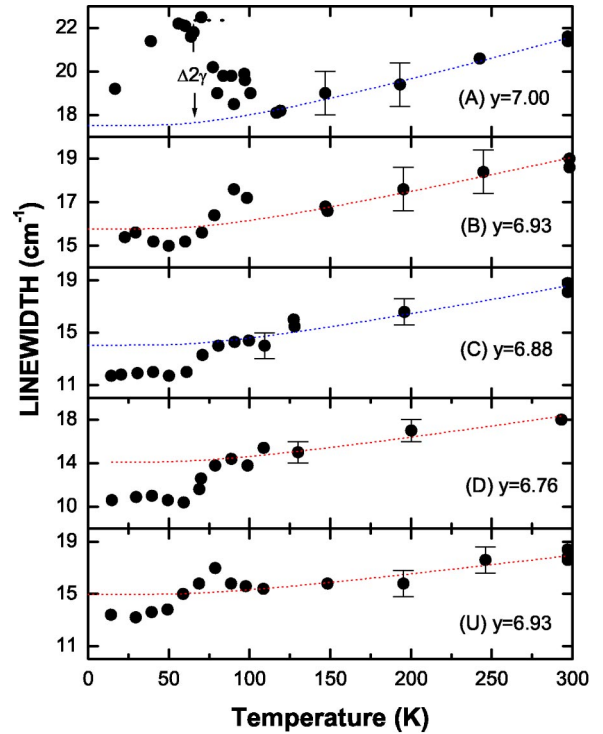 22
20
18
Δ2γ
(A) y=7.00
19
17
15
(B) y=6.93
19
15
11
(C) y=6.88
18
14
10
(D) y=6.76
19
15
11
(U) y=6.93
0 50 100 150 200 250 300
Temperature (K)
LINEWIDTH (cm⁻¹)